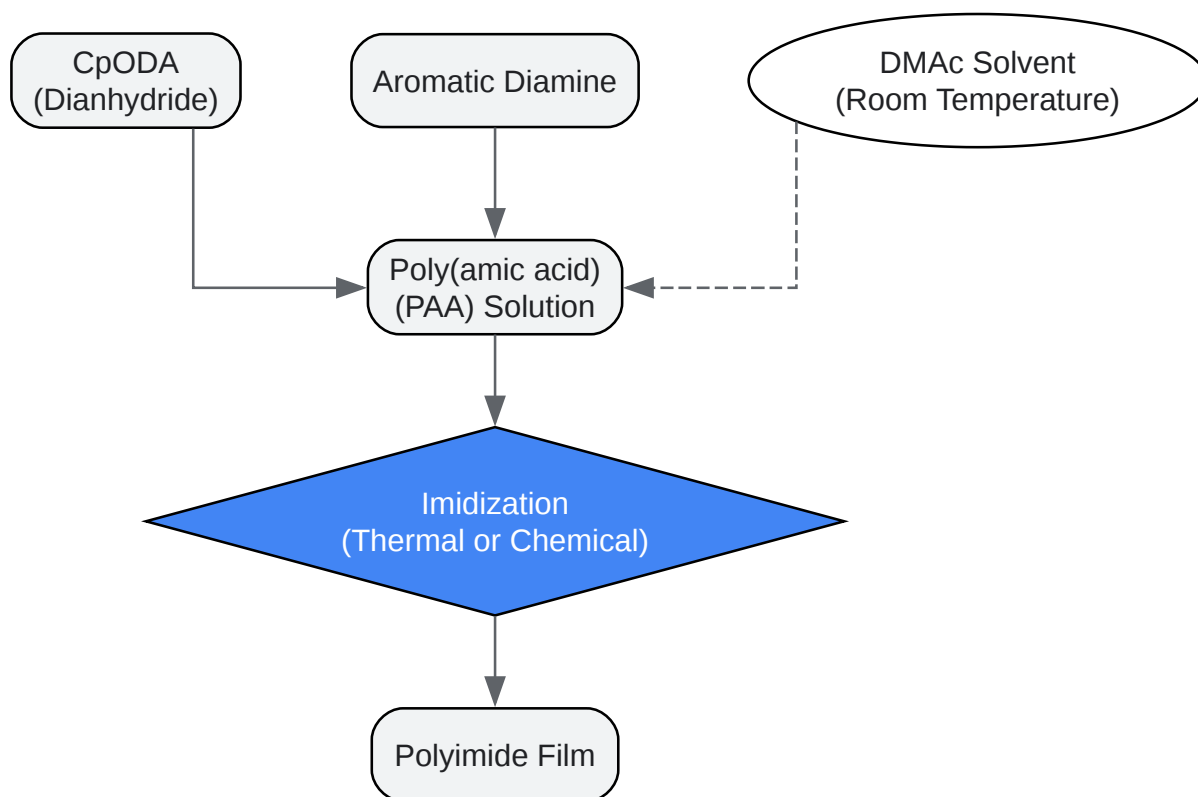 CpODA
(Dianhydride)
Aromatic Diamine
DMAc Solvent
(Room Temperature)
Poly(amic acid)
(PAA) Solution
Imidization
(Thermal or Chemical)
Polyimide Film